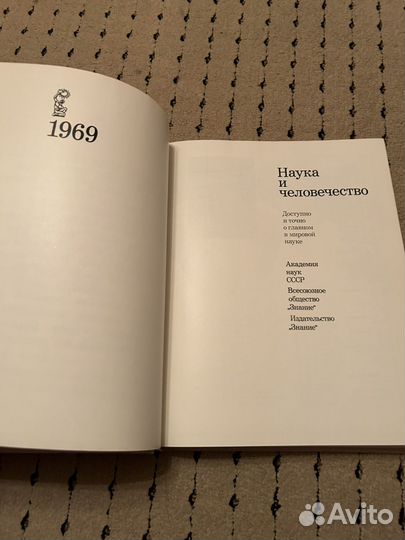 1969
Наука
и
человечество
Доступно
и точно
о главном
в мировой
науке
Академия
наук
СССР
Всесоюзное
общество
„Знание“
Издательство
„Знание“
Avito